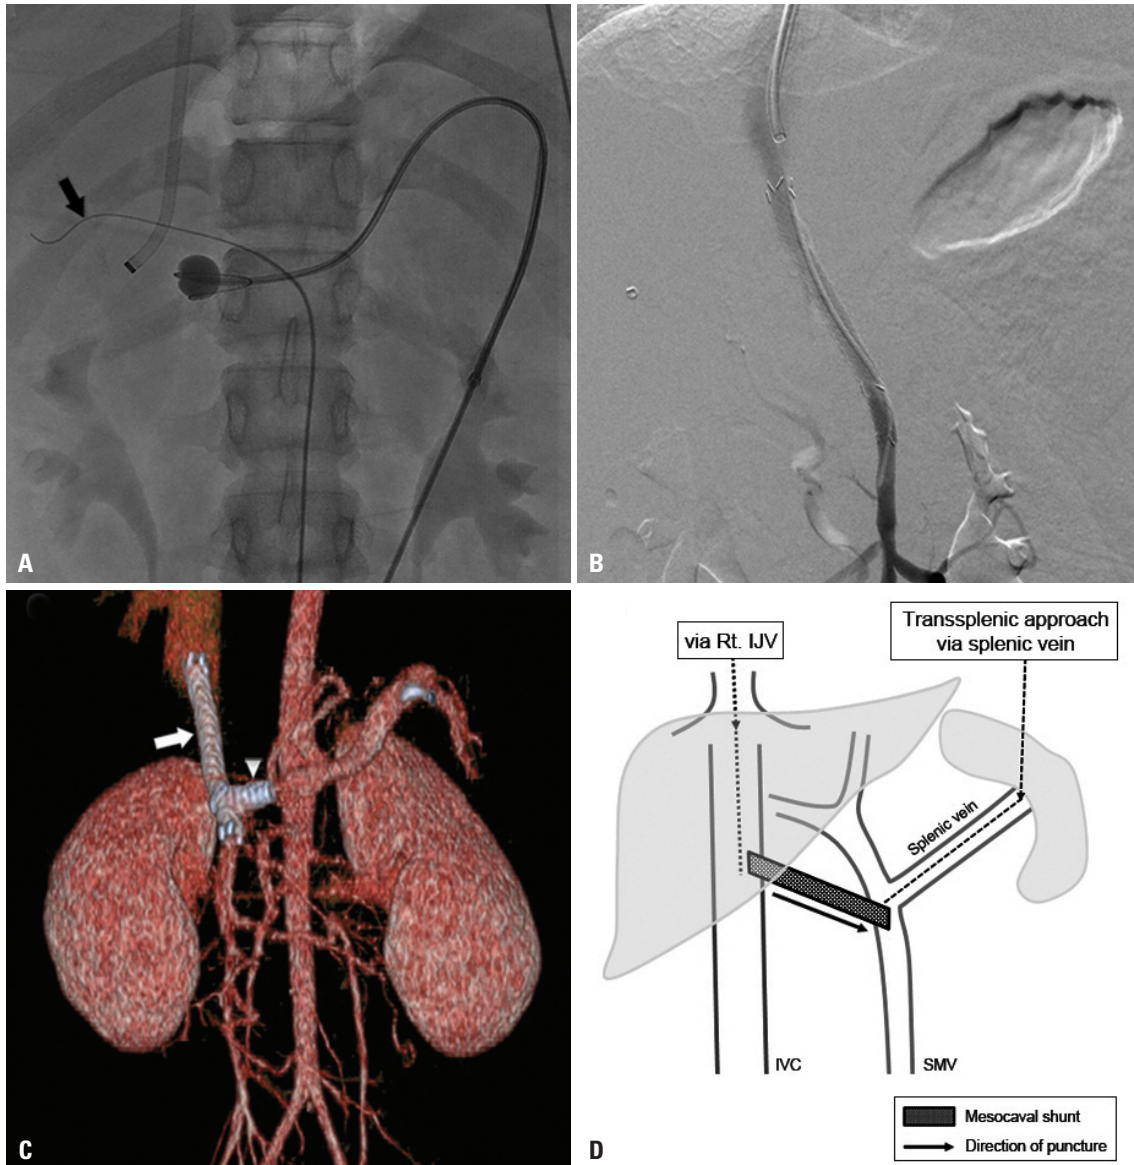 A
B
C
via Rt. IJV
Transsplenic approach
via splenic vein
Splenic vein
IVC
SMV
Mesocaval shunt
Direction of puncture
D